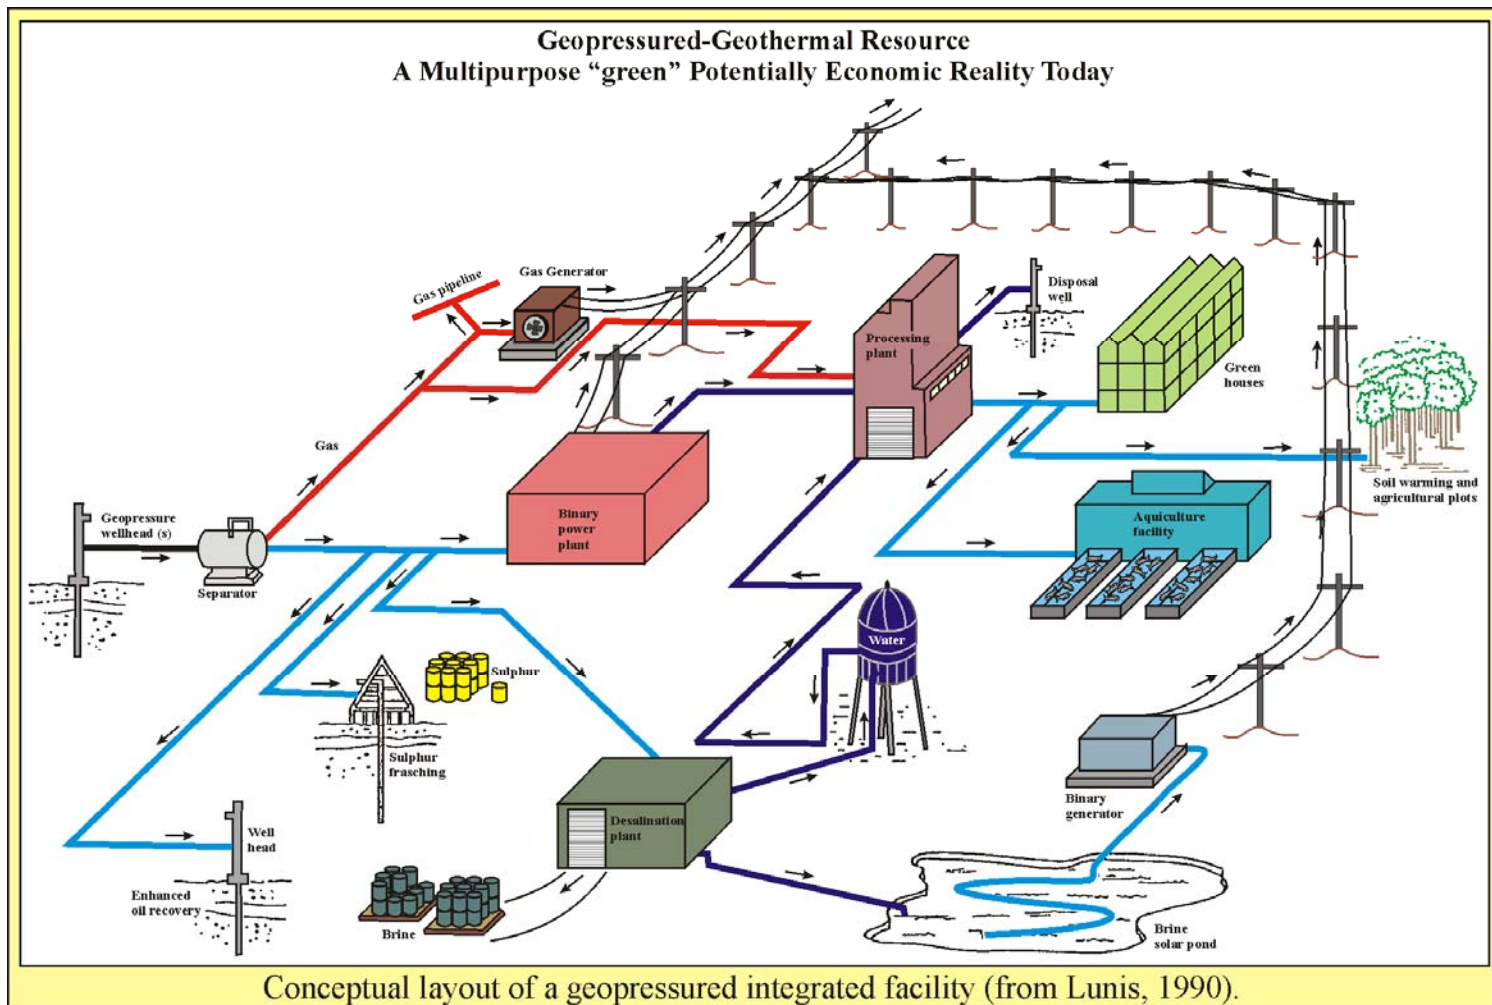 Geopressured-Geothermal Resource
A Multipurpose “green” Potentially Economic Reality Today
Gas pipeline
Gas Generator
Disposal
well
Processing
plant
Green
houses
Gas
Soil warming and
agricultural plots
Geopressure
wellhead (s)
Binary
power
plant
Aquiculture
facility
Separator
Water
Sulphur
Sulphur
frasching
Binary
generator
Well
head
Desalination
plant
Enhanced
oil recovery
Brine
Brine
solar pond
Conceptual layout of a geopressured integrated facility (from Lunis, 1990).